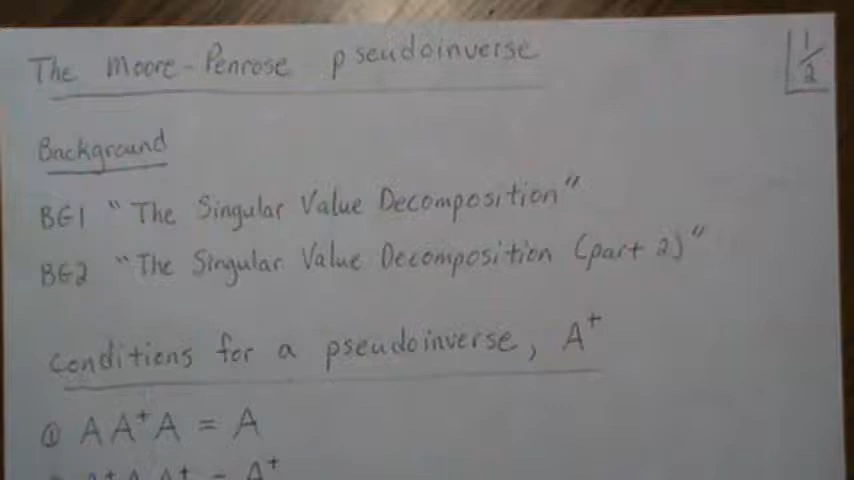 The Moore-Penrose pseudoinverse
1/2
Background
BG1 "The Singular Value Decomposition"
BG2 "The Singular Value Decomposition (part 2)"
Conditions for a pseudoinverse, A⁺
① AA⁺A = A
A⁺AA⁺ = A⁺